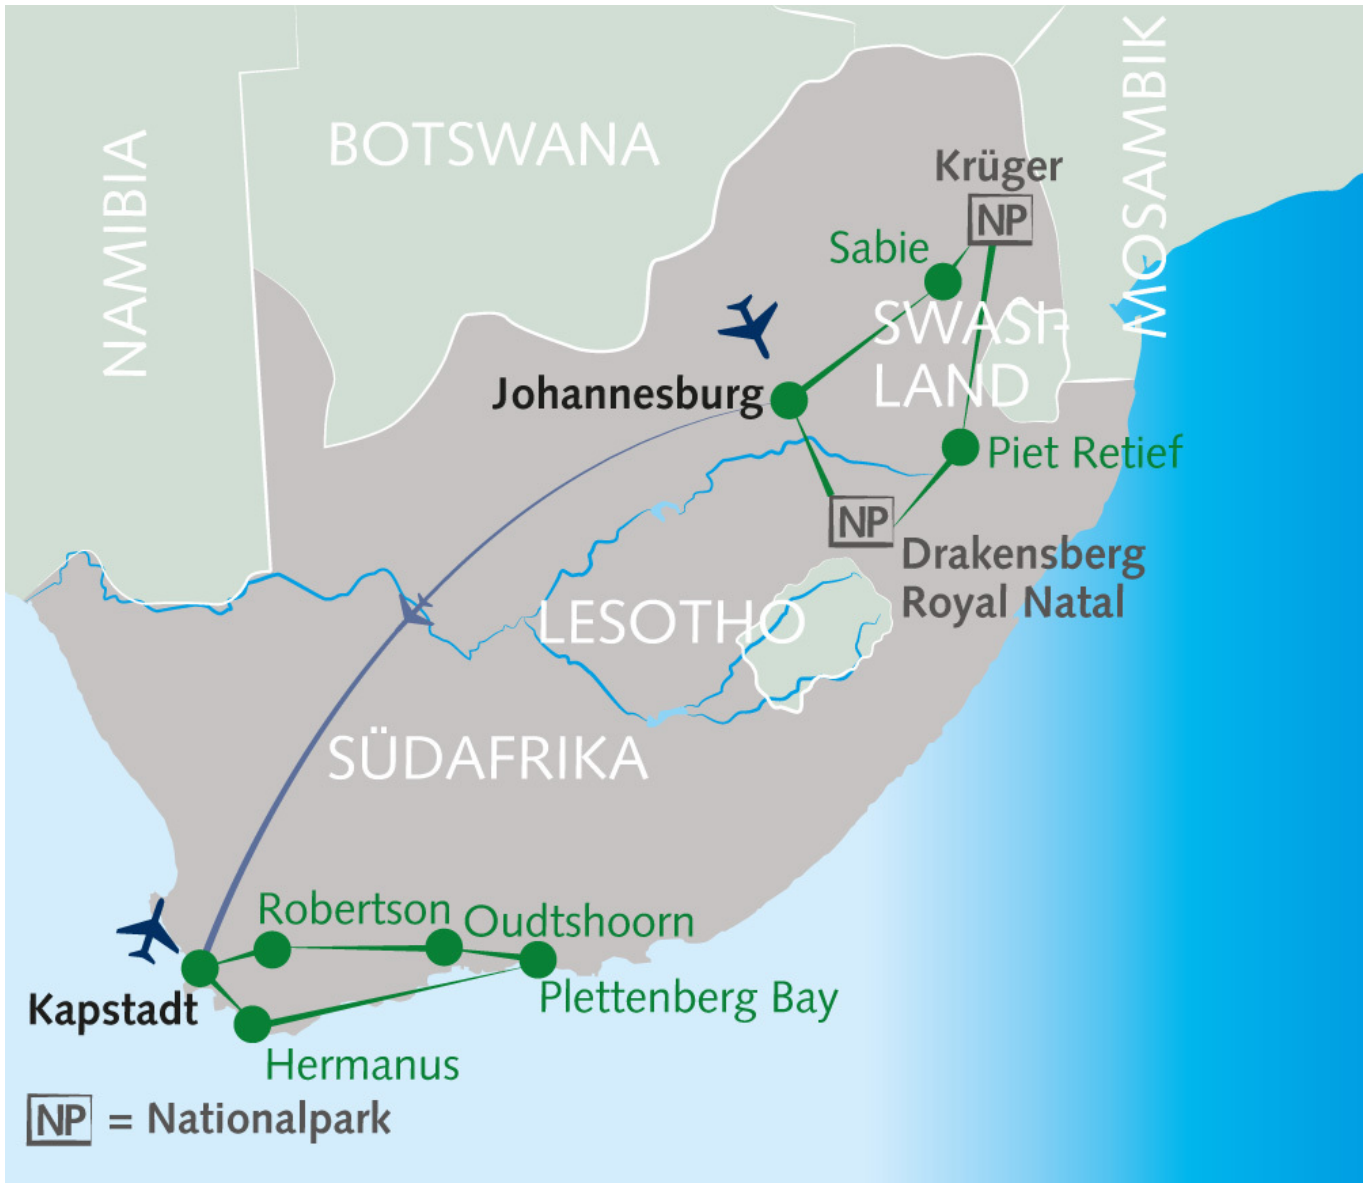 NAMIBIA
BOTSWANA
MOSAMBIK
Krüger
NP
Sabie
SWASI-
LAND
Johannesburg
Piet Retief
NP
Drakensberg
Royal Natal
LESOTHO
SÜDAFRIKA
Robertson
Oudtshoorn
Kapstadt
Plettenberg Bay
Hermanus
NP = Nationalpark